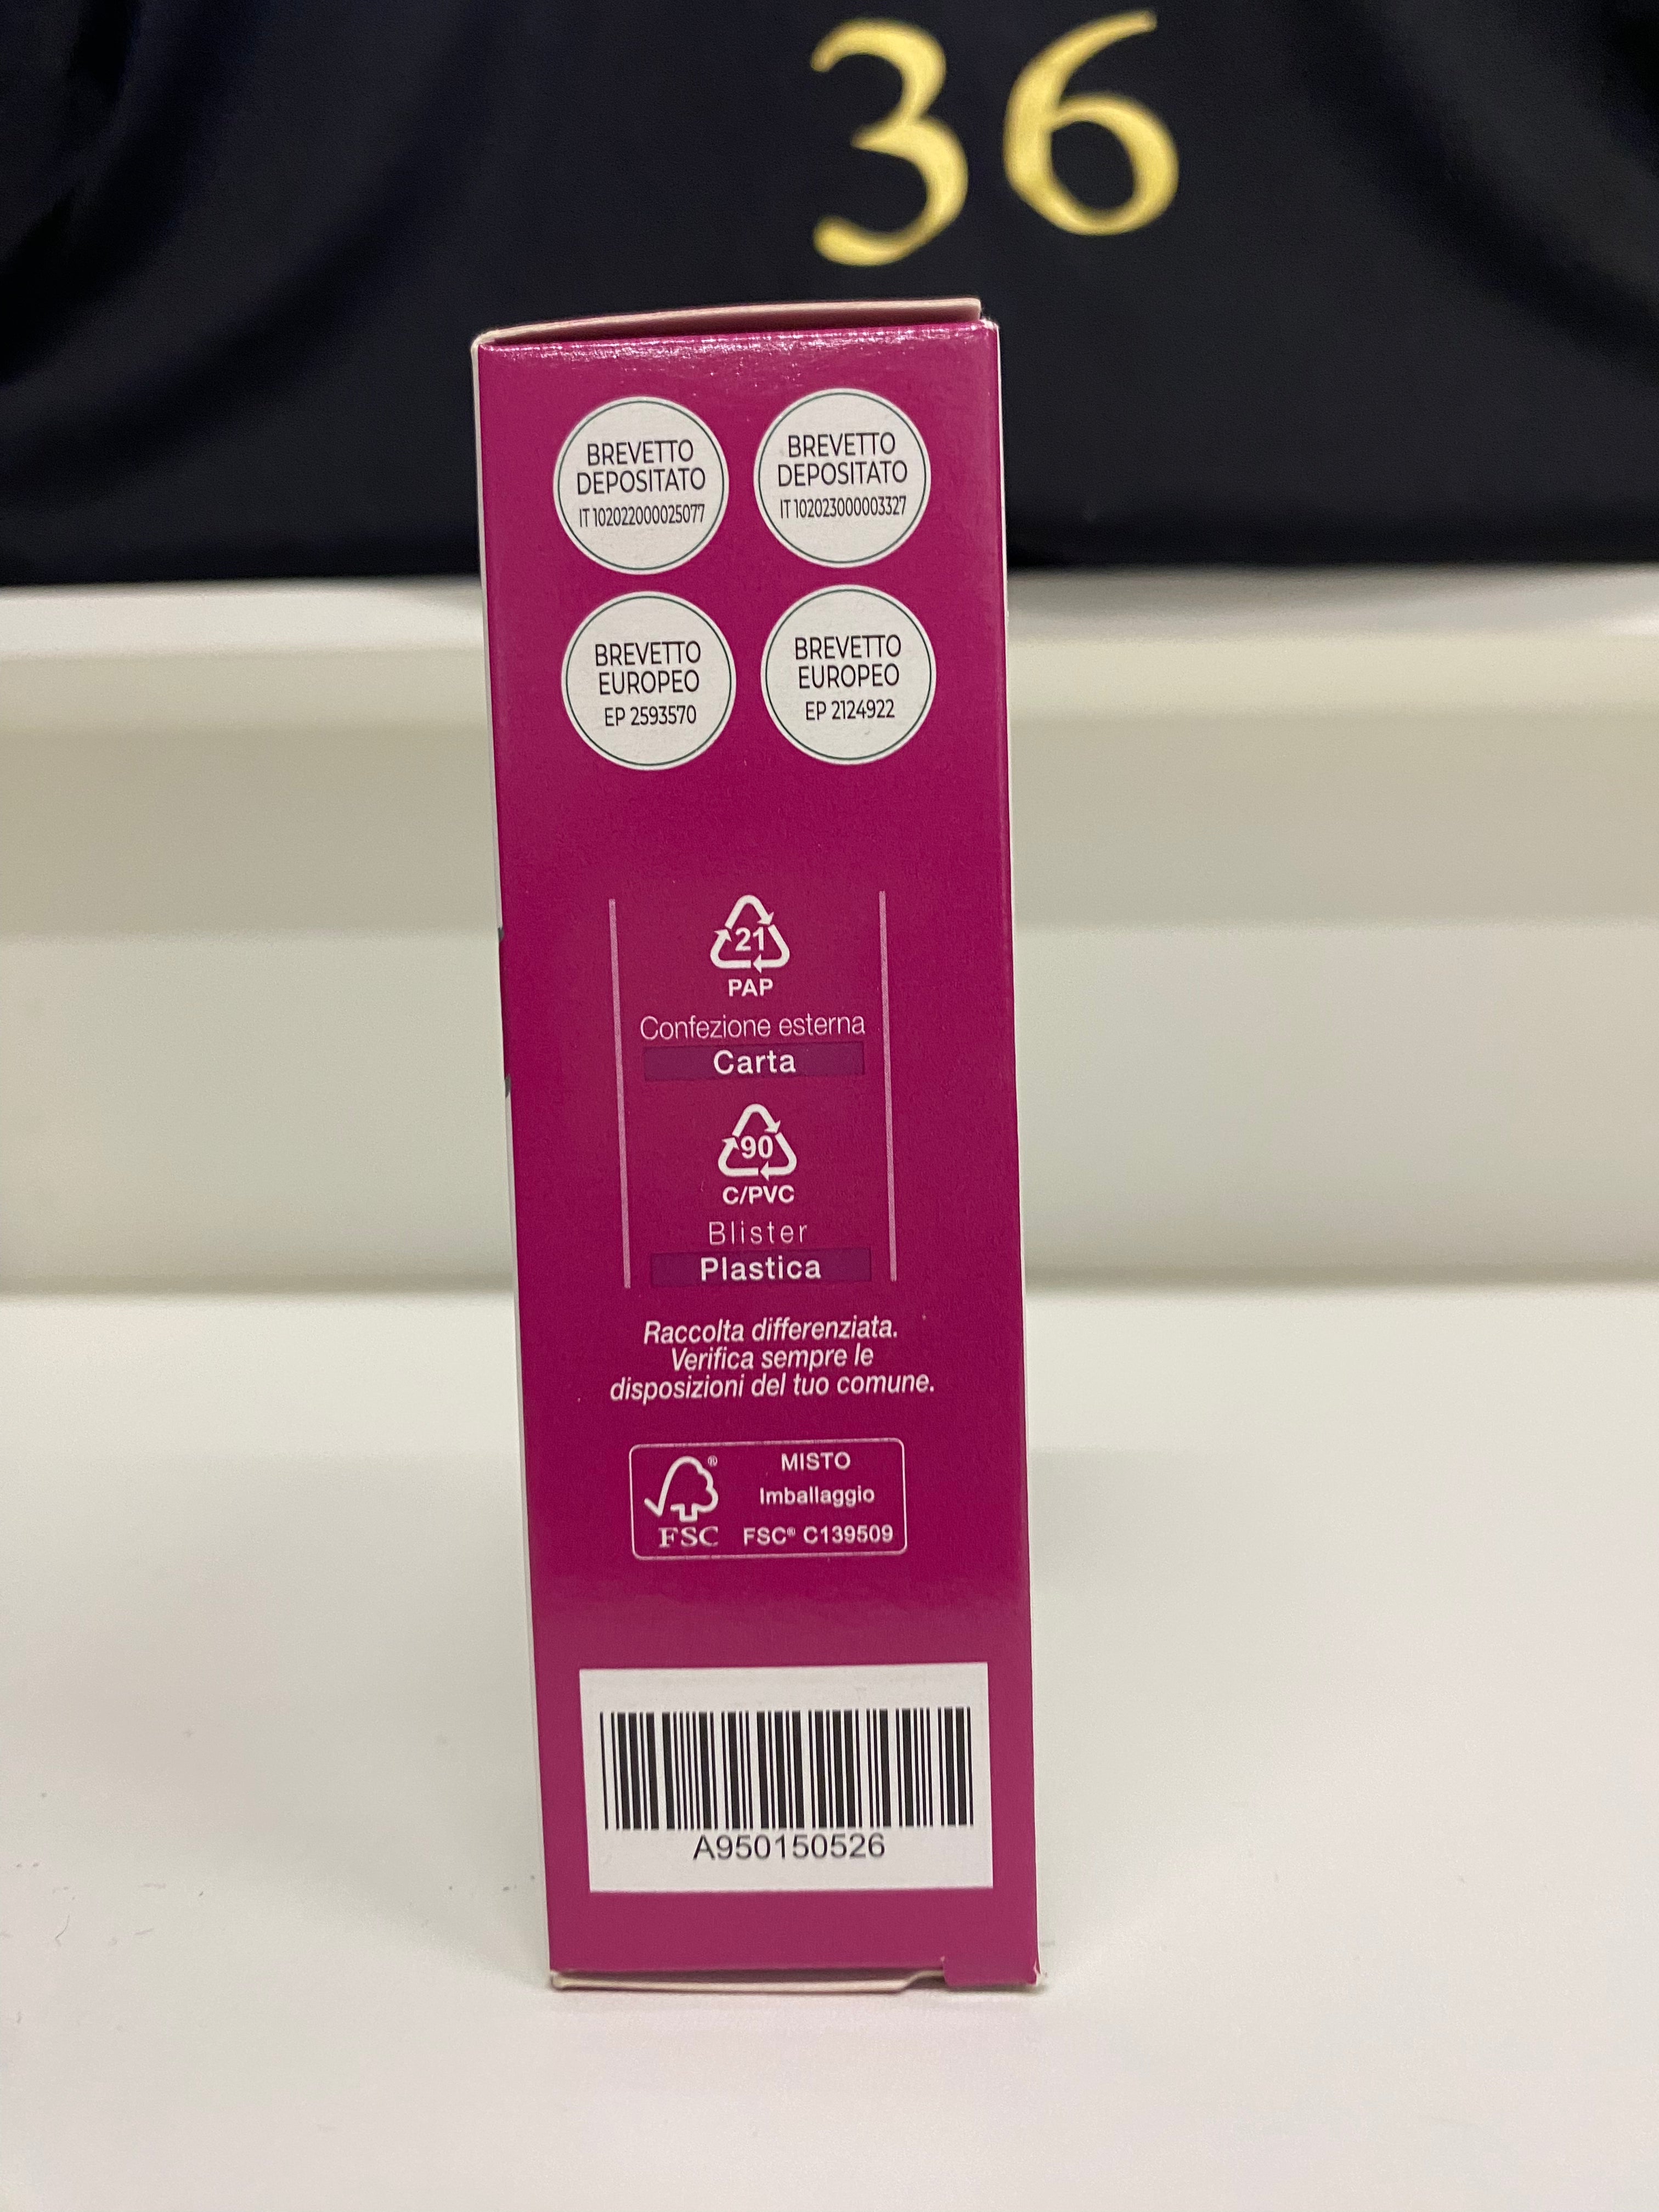 36
BREVETTO
DEPOSITATO
IT 102022000025077
BREVETTO
DEPOSITATO
IT 102023000003327
BREVETTO
EUROPEO
EP 2593570
BREVETTO
EUROPEO
EP 2124922
21
PAP
Confezione esterna
Carta
90
C/PVC
Blister
Plastica
Raccolta differenziata.
Verifica sempre le
disposizioni del tuo comune.
®
FSC
MISTO
Imballaggio
FSC® C139509
A950150526